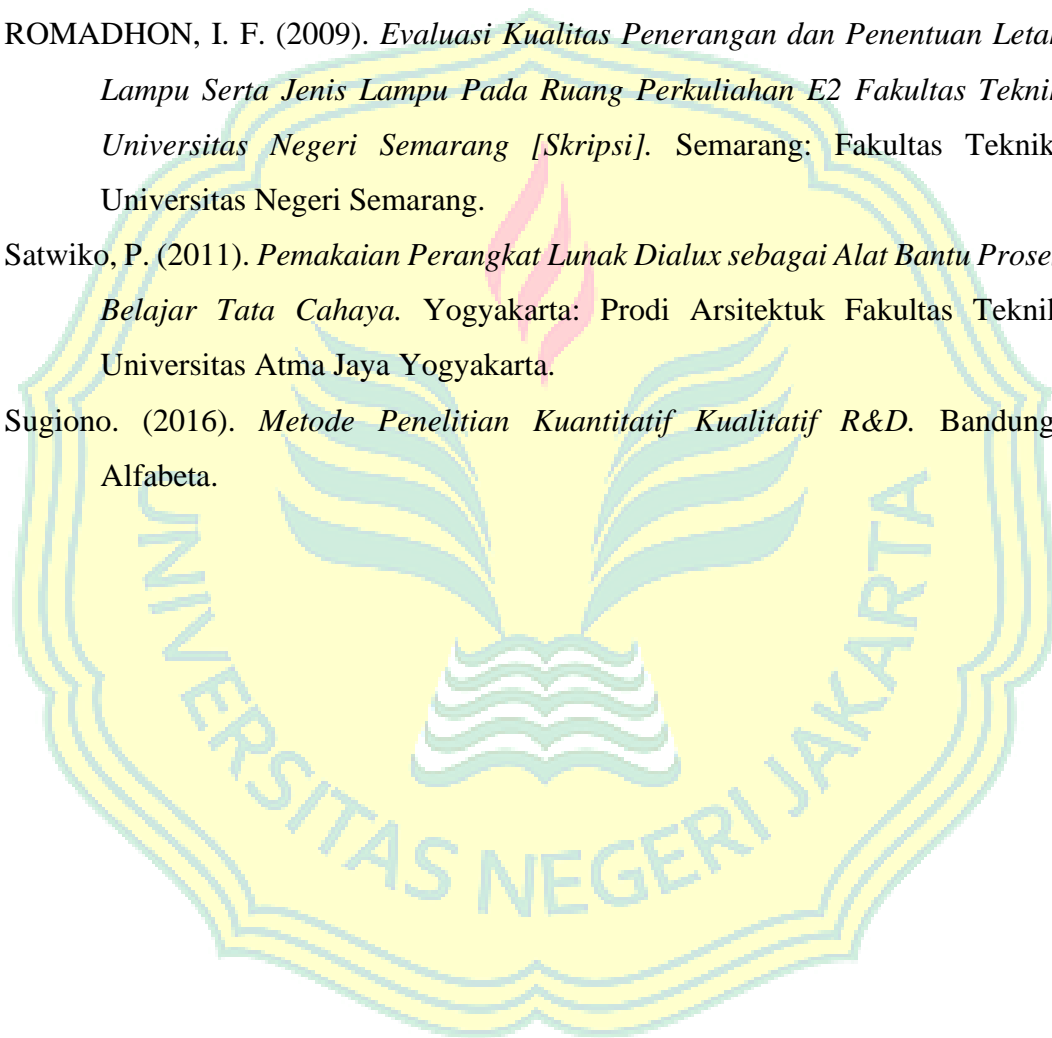 ROMADHON, I. F. (2009). Evaluasi Kualitas Penerangan dan Penentuan Letak
Lampu Serta Jenis Lampu Pada Ruang Perkuliahan E2 Fakultas Teknik
Universitas Negeri Semarang [Skripsi]. Semarang: Fakultas Teknik
Universitas Negeri Semarang.
Satwiko, P. (2011). Pemakaian Perangkat Lunak Dialux sebagai Alat Bantu Proses
Belajar Tata Cahaya. Yogyakarta: Prodi Arsitektuk Fakultas Teknik
Universitas Atma Jaya Yogyakarta.
Sugiono. (2016). Metode Penelitian Kuantitatif Kualitatif R&D. Bandung
Alfabeta.
UNIVERSITAS NEGERI JAKARTA